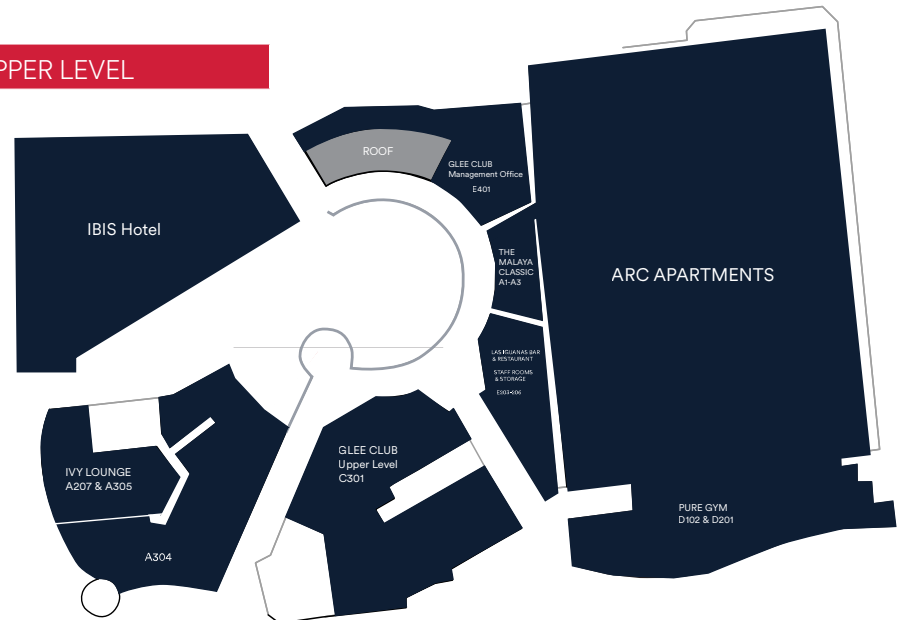 PPER LEVEL
ROOF
GLEE CLUB
Management Office
E401
IBIS Hotel
THE
MALAYA
CLASSIC
A1-A3
ARC APARTMENTS
LAS IGUANAS BAR
& RESTAURANT
STAFF ROOMS
& STORAGE
E203-206
GLEE CLUB
Upper Level
C301
IVY LOUNGE
A207 & A305
PURE GYM
D102 & D201
A304